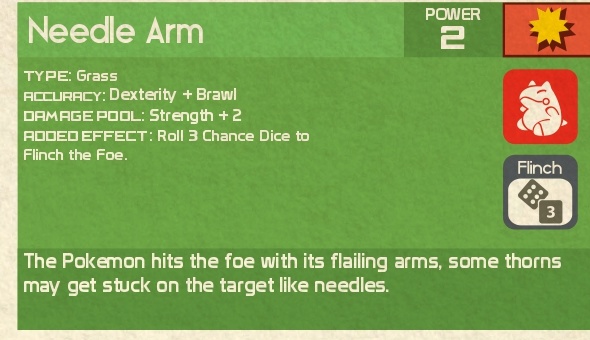 Needle Arm
POWER
2
TYPE: Grass
ACCURACY: Dexterity + Brawl
DAMAGE POOL: Strength + 2
ADDED EFFECT: Roll 3 Chance Dice to
Flinch the Foe.
Flinch
3
The Pokemon hits the foe with its flailing arms, some thorns
may get stuck on the target like needles.